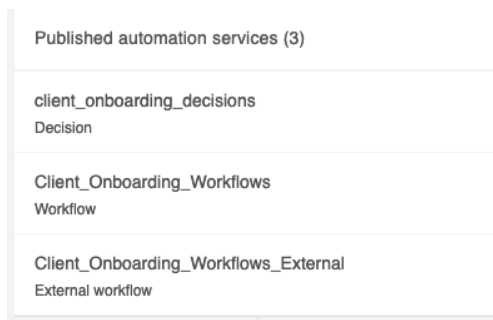 Published automation services (3)
client_onboarding_decisions
Decision
Client_Onboarding_Workflows
Workflow
Client_Onboarding_Workflows_External
External workflow